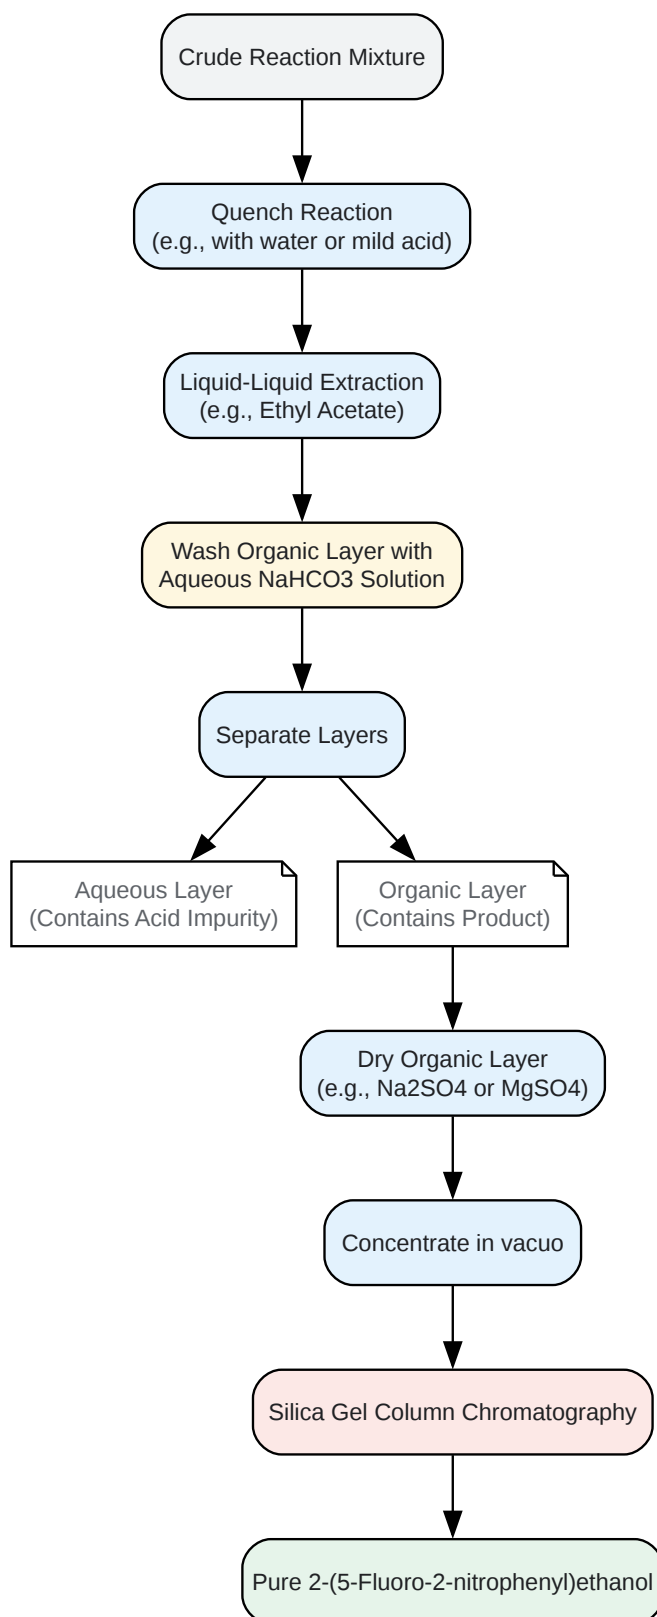 Crude Reaction Mixture
Quench Reaction
(e.g., with water or mild acid)
Liquid-Liquid Extraction
(e.g., Ethyl Acetate)
Wash Organic Layer with
Aqueous NaHCO3 Solution
Separate Layers
Aqueous Layer
(Contains Acid Impurity)
Organic Layer
(Contains Product)
Dry Organic Layer
(e.g., Na2SO4 or MgSO4)
Concentrate in vacuo
Silica Gel Column Chromatography
Pure 2-(5-Fluoro-2-nitrophenyl)ethanol